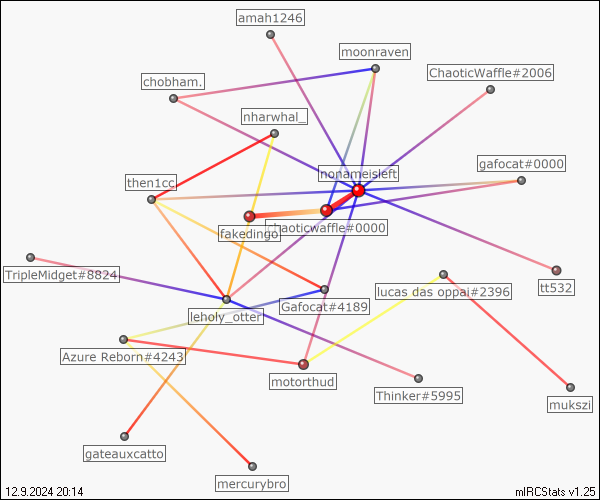 amah1246
moonraven
ChaoticWaffle#2006
chobham.
nharwhal_
gafocat#0000
nonameisleft
then1cc
chaoticwaffle#0000
fakedingo
TripleMidget#8824
tt532
lucas das oppai#2396
Gafocat#4189
leholy_otter
Azure Reborn#4243
motorthud
Thinker#5995
mukszi
gateauxcatto
mercurybro
12.9.2024 20:14
mIRCStats v1.25